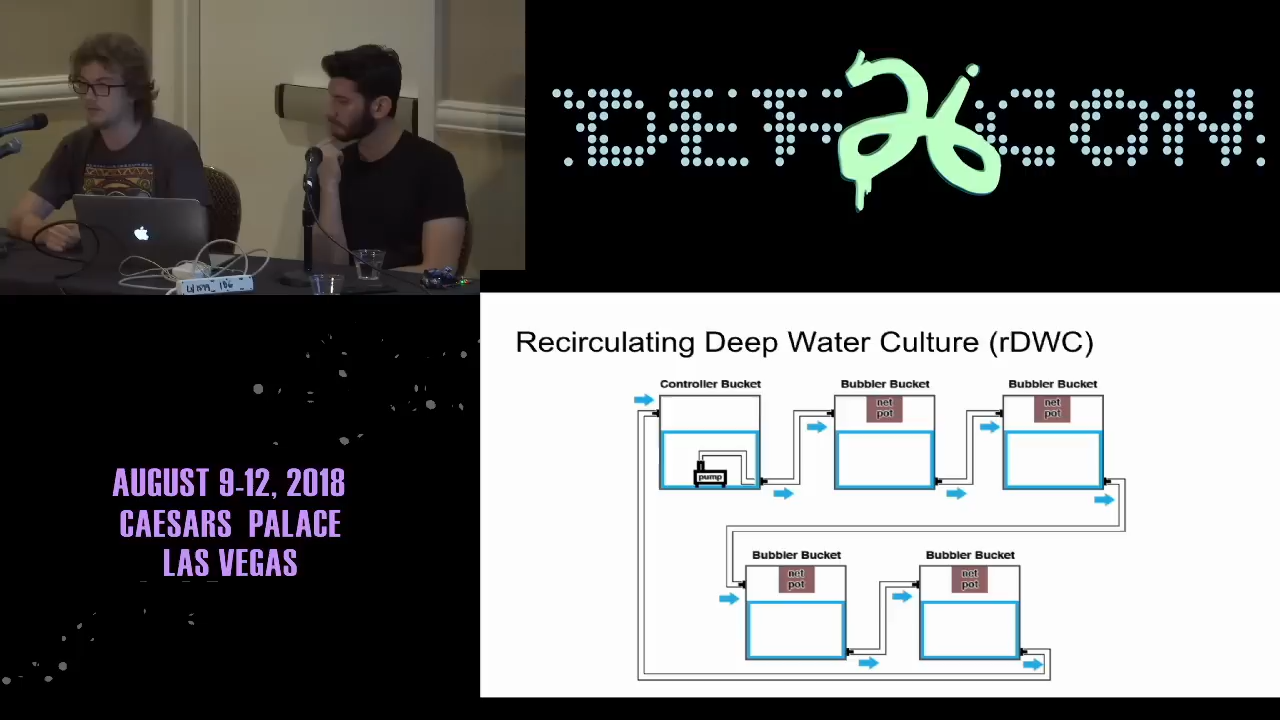 DEF 26 CON
Recirculating Deep Water Culture (rDWC)
Controller Bucket
Bubbler Bucket
Bubbler Bucket
net
pot
net
pot
pump
Bubbler Bucket
Bubbler Bucket
net
pot
net
pot
AUGUST 9-12, 2018
CAESARS PALACE
LAS VEGAS